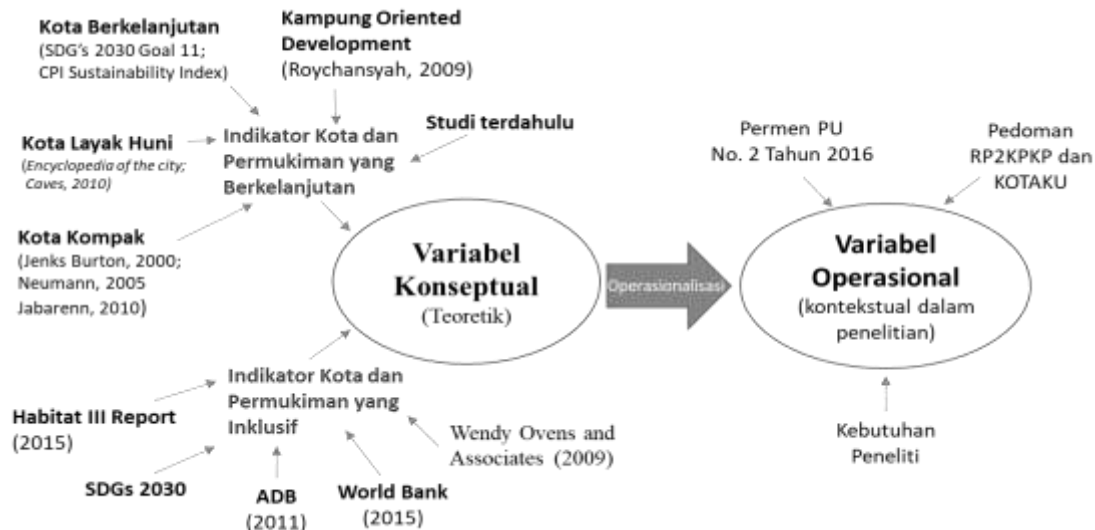 Kota Berkelanjutan
(SDG's 2030 Goal 11;
CPI Sustainability Index)
Kampung Oriented
Development
(Roychansyah, 2009)
Kota Layak Huni
(Encyclopedia of the city;
Caves, 2010)
Indikator Kota dan
Permukiman yang
Berkelanjutan
Studi terdahulu
Kota Kompak
(Jenks Burton, 2000;
Neumann, 2005
Jabarenn, 2010)
Variabel
Konseptual
(Teoretik)
Operasionalisasi
Permen PU
No. 2 Tahun 2016
Pedoman
RP2KPKP dan
KOTAKU
Variabel
Operasional
(kontekstual dalam
penelitian)
Kebutuhan
Peneliti
Indikator Kota dan
Permukiman yang
Inklusif
Habitat III Report
(2015)
SDGs 2030
ADB
(2011)
World Bank
(2015)
Wendy Ovens and
Associates (2009)